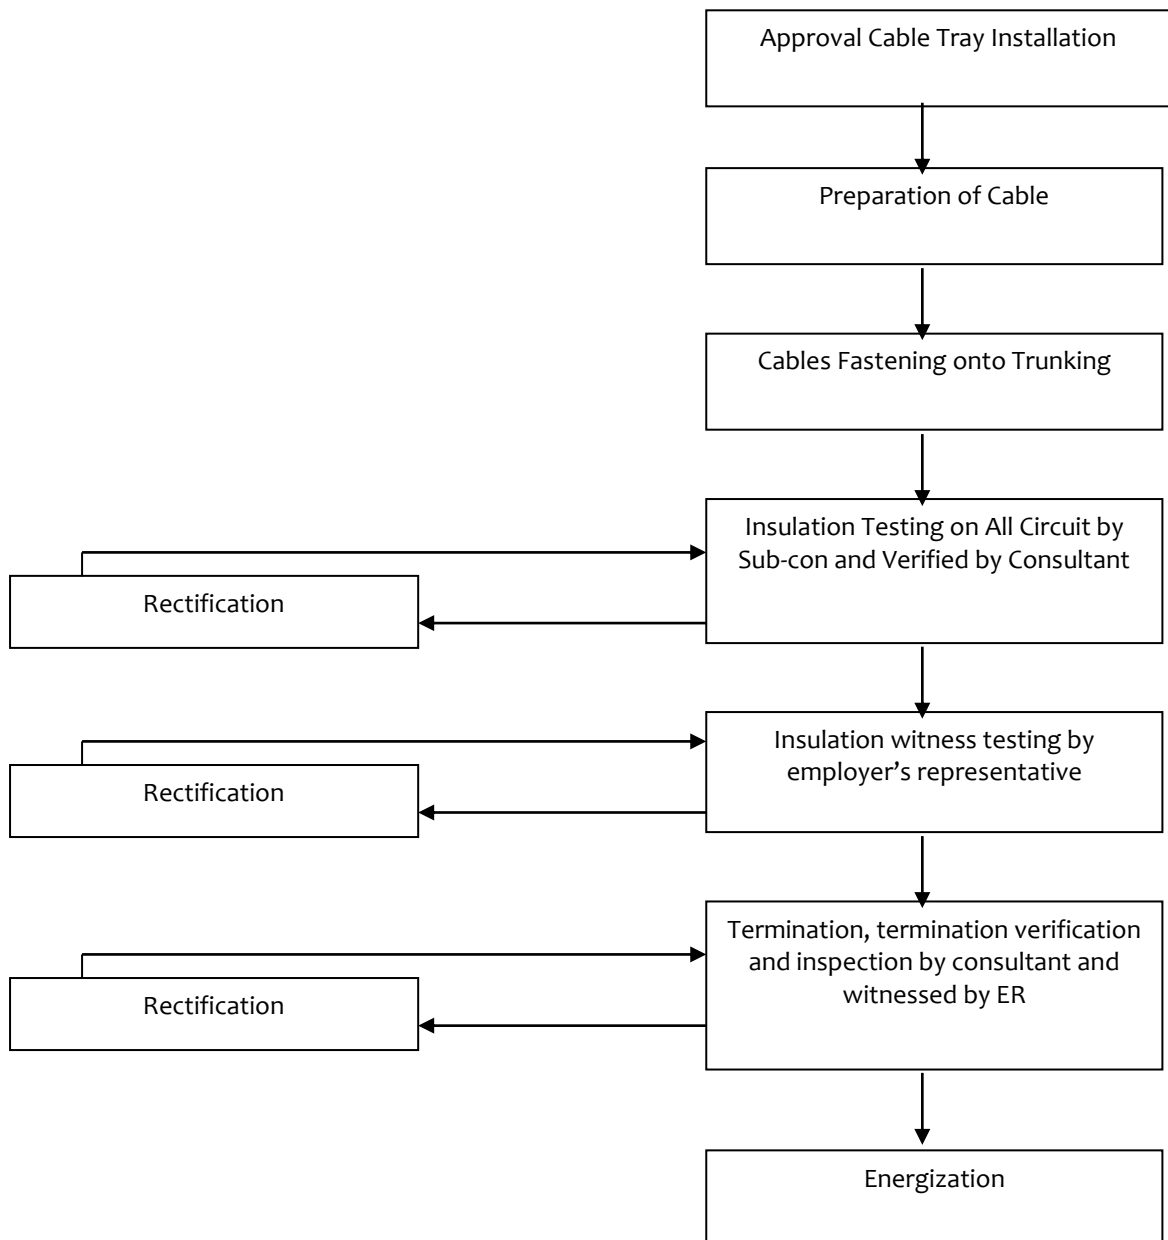 Approval Cable Tray Installation
Preparation of Cable
Cables Fastening onto Trunking
Insulation Testing on All Circuit by
Sub-con and Verified by Consultant
Rectification
Insulation witness testing by
employer’s representative
Rectification
Termination, termination verification
and inspection by consultant and
witnessed by ER
Rectification
Energization